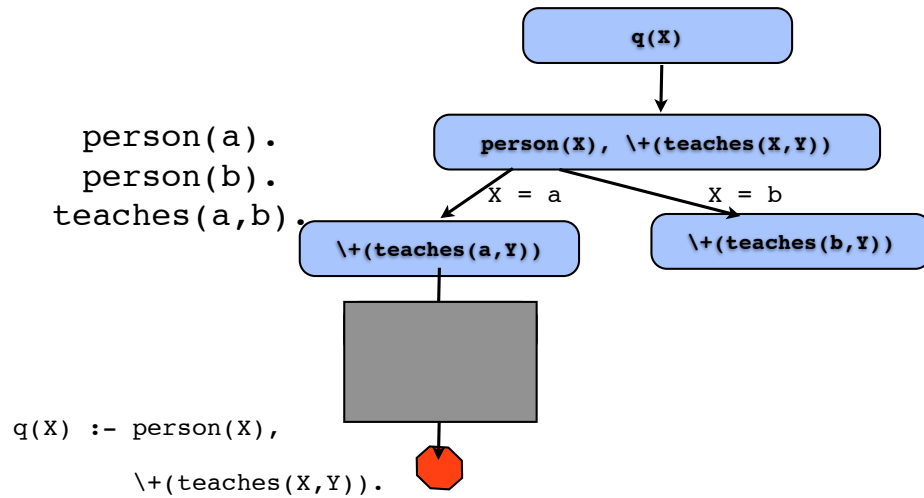 q(X)
person(a).
person(b).
teaches(a,b).
person(X), \+(teaches(X,Y))
X = a
X = b
\+(teaches(a,Y))
\+(teaches(b,Y))
q(X) :- person(X),
\+(teaches(X,Y)).